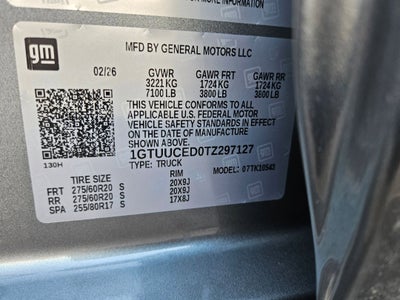 gm
MFD BY GENERAL MOTORS LLC
02/26 GVWR GAWR FRT GAWR RR
3221 KG 1724 KG 1724 KG
7100 LB 3800 LB 3800 LB
THIS VEHICLE CONFORMS TO ALL
APPLICABLE U.S. FEDERAL MOTOR
VEHICLE SAFETY STANDARDS IN
EFFECT ON THE DATE OF
MANUFACTURE SHOWN ABOVE.
1GTUUCED0TZ297127
130H TYPE: TRUCK MODEL: 07TK10543
TIRE SIZE RIM
FRT 275/60R20 S 20X9J
RR 275/60R20 S 20X9J
SPA 255/80R17 S 17X8J